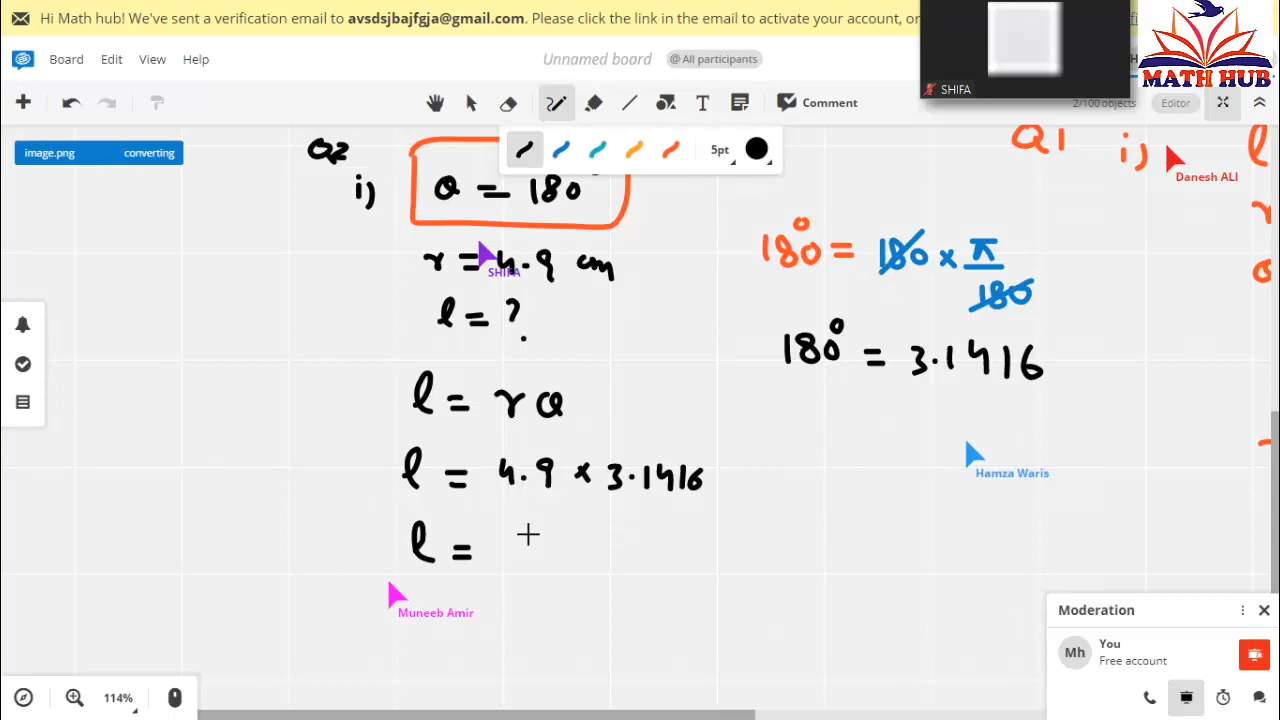 Hi Math hub! We've sent a verification email to avsdsjbajfgja@gmail.com. Please click the link in the email to activate your account, or
MATH HUB
SHIFA
Board Edit View Help
Unnamed board
@ All participants
Comment
2/100 objects
Editor
image.png converting
5pt
Q2
i) θ = 180°
r = 4.9 cm
SHIFA
l = ?
l = rθ
l = 4.9 × 3.1416
l =
180° = 180 × π/180
180° = 3.1416
Q1 i)
Danesh ALI
Hamza Waris
Muneeb Amir
Moderation
Mh
You
Free account
114%